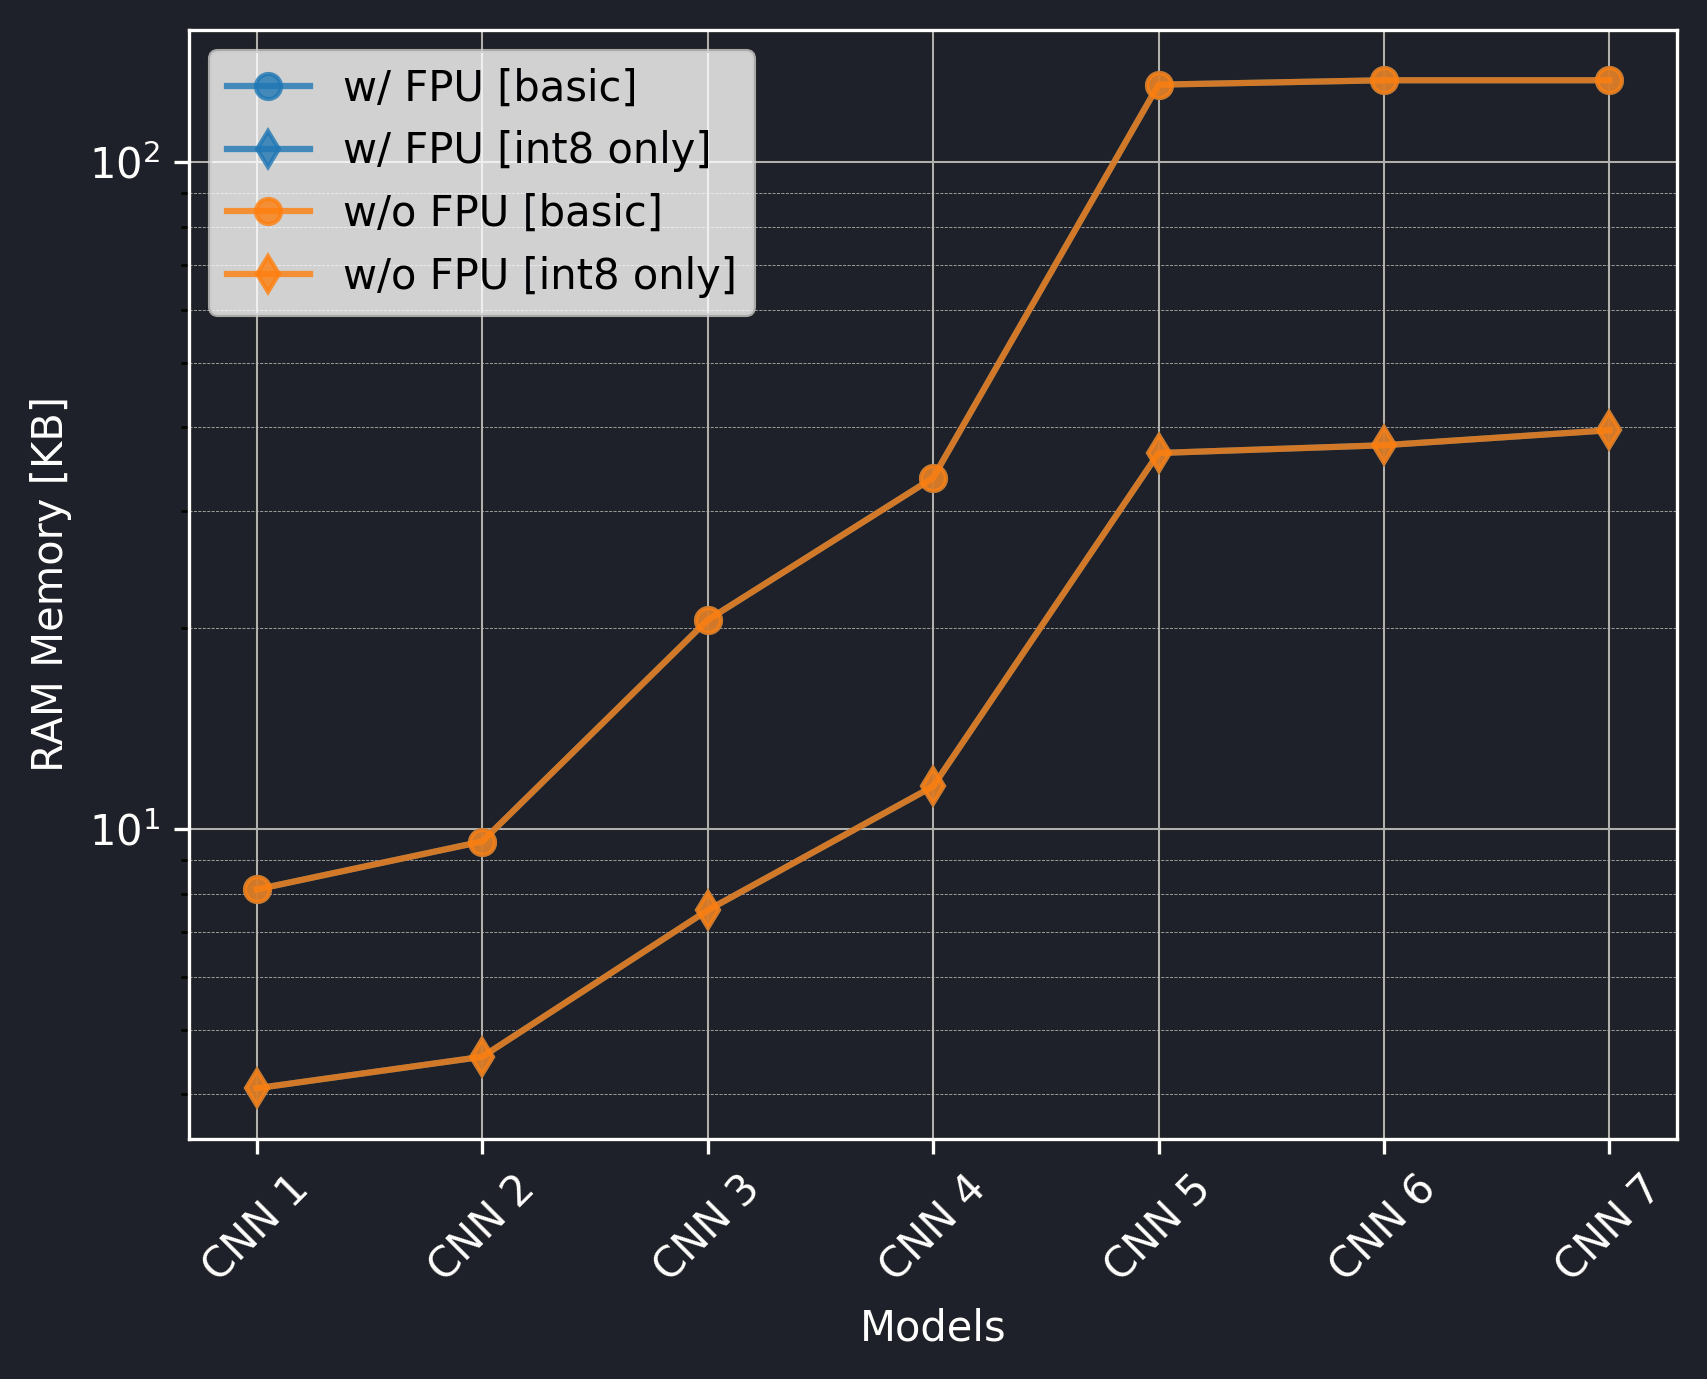 w/ FPU [basic]
w/ FPU [int8 only]
w/o FPU [basic]
w/o FPU [int8 only]
10²
10¹
RAM Memory [KB]
CNN 1
CNN 2
CNN 3
CNN 4
CNN 5
CNN 6
CNN 7
Models